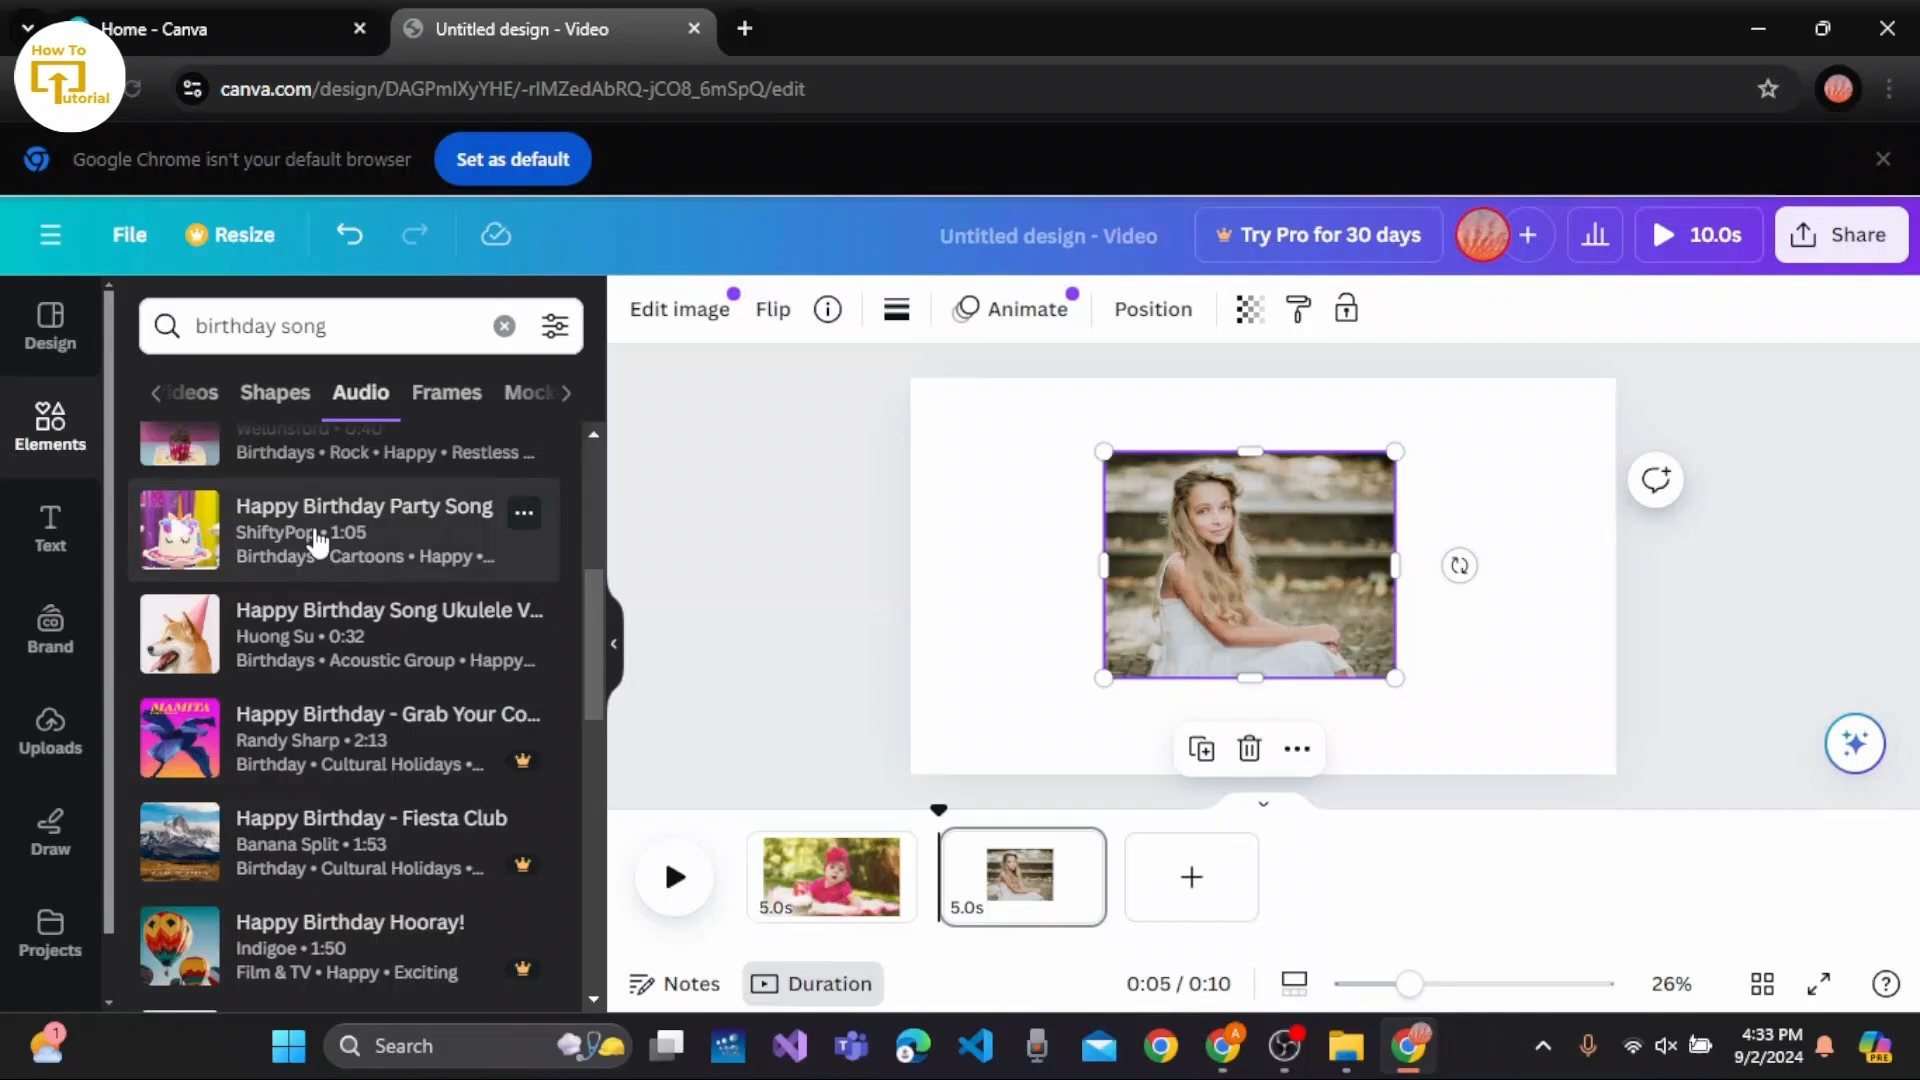 Home - Canva
Untitled design - Video
How To
Tutorial
canva.com/design/DAGPmIXyYHE/-rIMZedAbRQ-jCO8_6mSpQ/edit
Google Chrome isn't your default browser
Set as default
File
Resize
Untitled design - Video
Try Pro for 30 days
10.0s
Share
Design
Elements
Text
Brand
Uploads
Draw
Projects
birthday song
ideos
Shapes
Audio
Frames
Mock
Birthdays • Rock • Happy • Restless ...
Happy Birthday Party Song
ShiftyPop • 1:05
Birthdays • Cartoons • Happy •...
Happy Birthday Song Ukulele V...
Huong Su • 0:32
Birthdays • Acoustic Group • Happy...
MAMITA
Happy Birthday - Grab Your Co...
Randy Sharp • 2:13
Birthday • Cultural Holidays •...
Happy Birthday - Fiesta Club
Banana Split • 1:53
Birthday • Cultural Holidays •...
Happy Birthday Hooray!
Indigoe • 1:50
Film & TV • Happy • Exciting
Edit image
Flip
Animate
Position
5.0s
5.0s
Notes
Duration
0:05 / 0:10
26%
1
Search
4:33 PM
9/2/2024
PRE